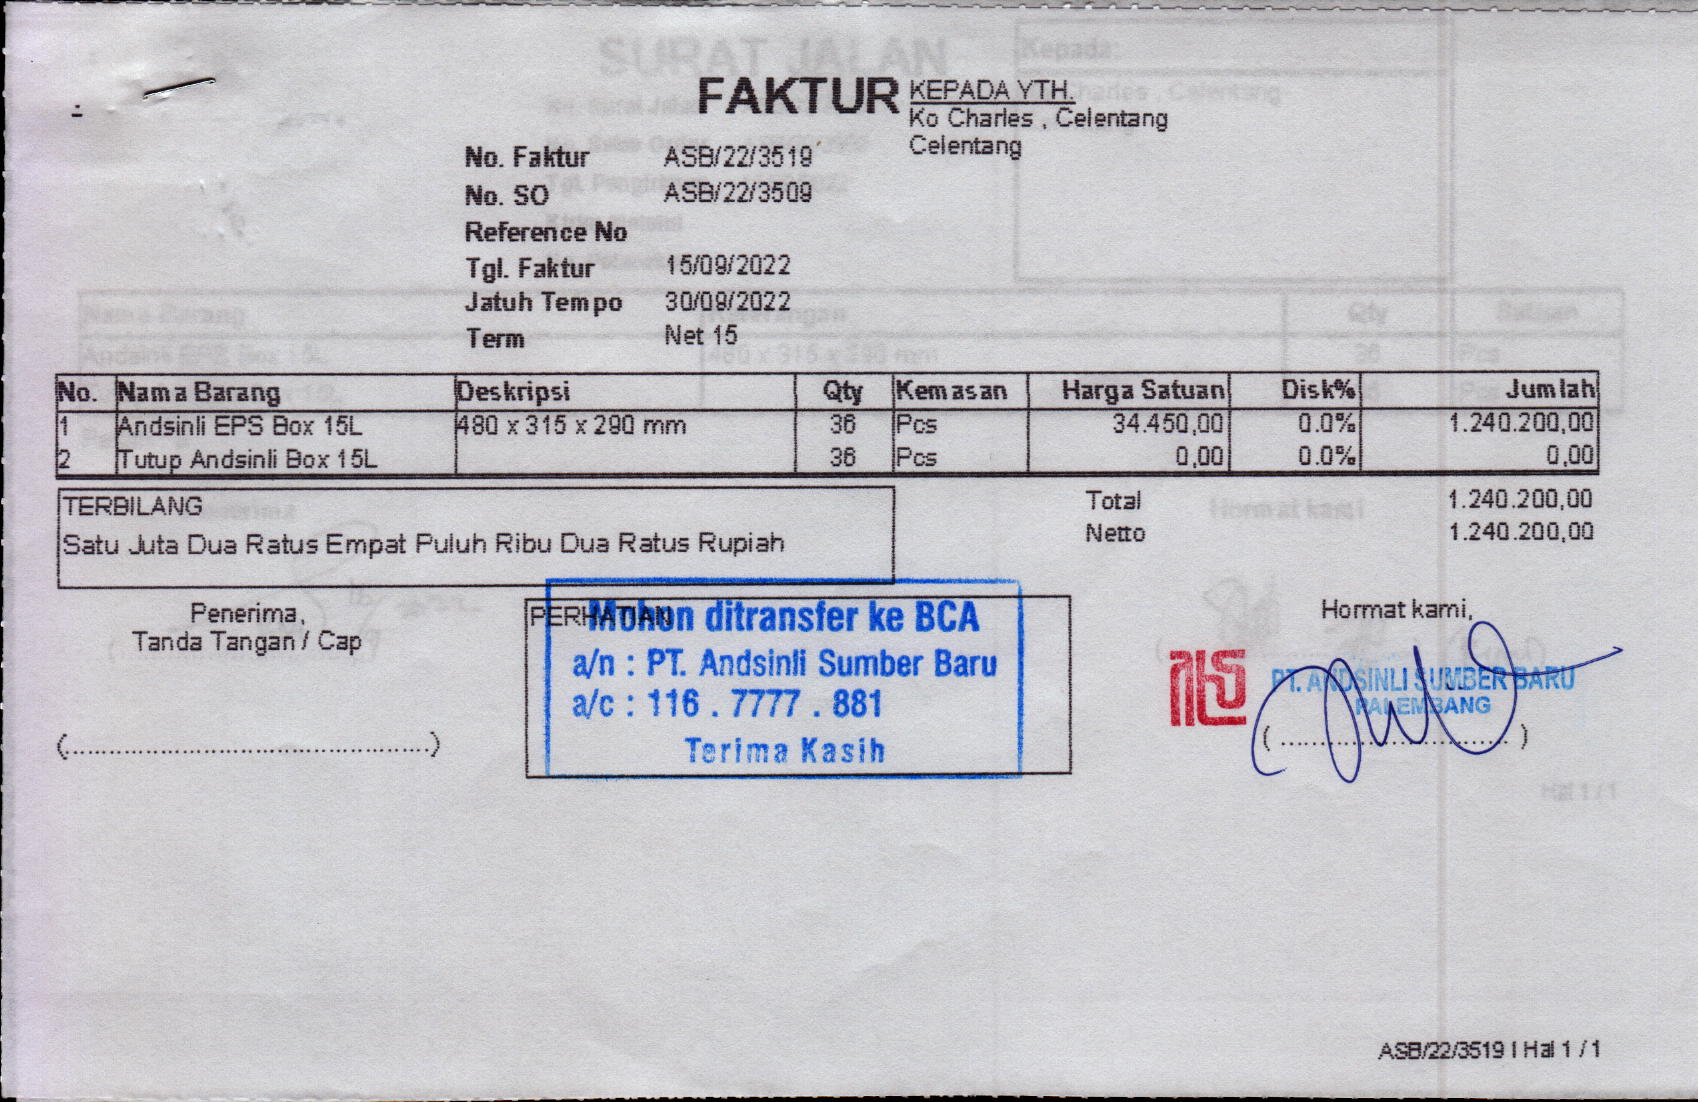 FAKTUR
KEPADA YTH.
Ko Charles , Celentang
Celentang
No. Faktur ASB/22/3519
No. SO ASB/22/3509
Reference No
Tgl. Faktur 15/09/2022
Jatuh Tempo 30/09/2022
Term Net 15
No. Nama Barang Deskripsi Qty Kemasan Harga Satuan Disk% Jumlah
1 Andsinli EPS Box 15L 480 x 315 x 290 mm 36 Pcs 34.450,00 0.0% 1.240.200,00
2 Tutup Andsinli Box 15L 36 Pcs 0,00 0.0% 0,00
TERBILANG
Satu Juta Dua Ratus Empat Puluh Ribu Dua Ratus Rupiah
Total 1.240.200,00
Netto 1.240.200,00
Penerima,
Tanda Tangan / Cap
(.................................................)
PERHATIAN
Mohon ditransfer ke BCA
a/n : PT. Andsinli Sumber Baru
a/c : 116 . 7777 . 881
Terima Kasih
Hormat kami,
PT. ANDSINLI SUMBER BARU
PALEMBANG
( .............................. )
ASB/22/3519 | Hal 1 / 1